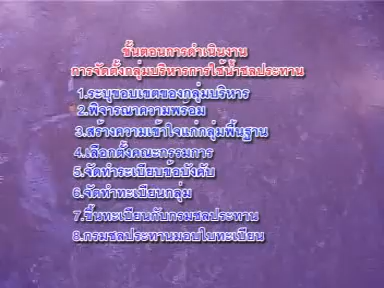 ขั้นตอนการดำเนินงาน
การจัดตั้งกลุ่มบริหารการใช้น้ำชลประทาน
1.ระบุขอบเขตของกลุ่มบริหาร
2.พิจารณาความพร้อม
3.สร้างความเข้าใจแก่กลุ่มพื้นฐาน
4.เลือกตั้งคณะกรรมการ
5.จัดทำระเบียบข้อบังคับ
6.จัดทำทะเบียนกลุ่ม
7.ขึ้นทะเบียนกับกรมชลประทาน
8.กรมชลประทานมอบใบทะเบียน